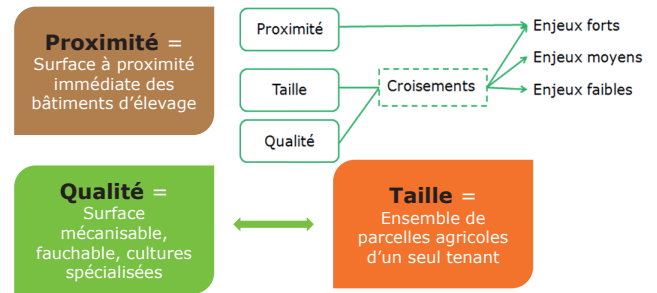 Proximité =
Surface à proximité
immédiate des
bâtiments d'élevage
Proximité
Taille
Qualité
Croisements
Enjeux forts
Enjeux moyens
Enjeux faibles
Qualité =
Surface
mécanisable,
fauchable, cultures
spécialisées
Taille =
Ensemble de
parcelles agricoles
d'un seul tenant